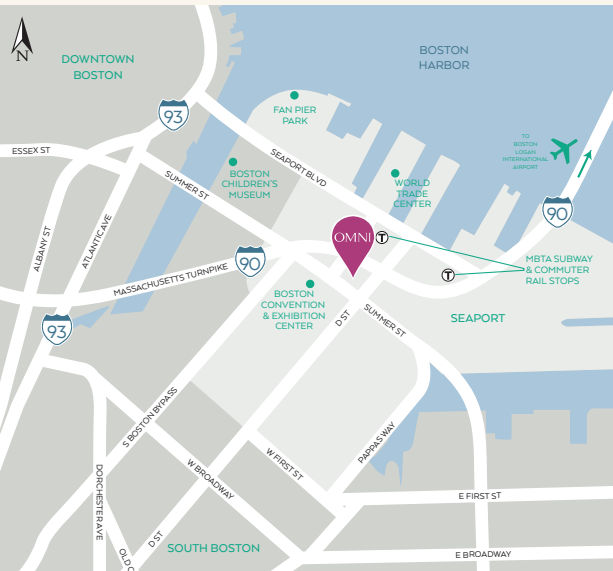 N
DOWNTOWN
BOSTON
BOSTON
HARBOR
93
FAN PIER
PARK
TO
BOSTON
LOGAN
INTERNATIONAL
AIRPORT
ESSEX ST
SEAPORT BLVD
BOSTON
CHILDREN'S
MUSEUM
SUMMER ST
WORLD
TRADE
CENTER
90
ALBANY ST
ATLANTIC AVE
OMNI
T
MASSACHUSETTS TURNPIKE
90
T
MBTA SUBWAY
& COMMUTER
RAIL STOPS
BOSTON
CONVENTION
& EXHIBITION
CENTER
D ST
SUMMER ST
SEAPORT
93
S BOSTON BYPASS
PAPPAS WAY
W FIRST ST
W BROADWAY
DORCHESTER AVE
E FIRST ST
D ST
OLD C
SOUTH BOSTON
E BROADWAY